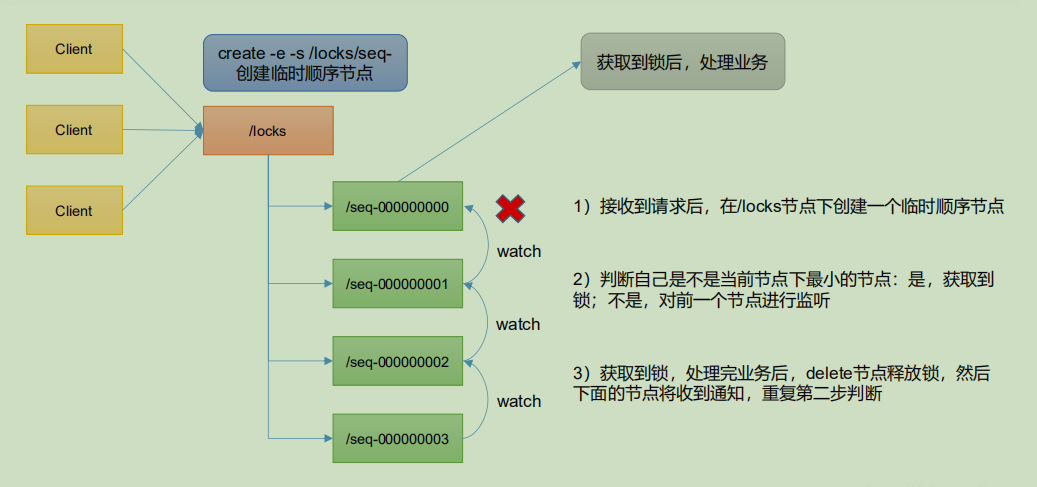 Client
Client
Client
create -e -s /locks/seq-
创建临时顺序节点
/locks
获取到锁后，处理业务
/seq-000000000
/seq-000000001
/seq-000000002
/seq-000000003
watch
watch
watch
1）接收到请求后，在/locks节点下创建一个临时顺序节点
2）判断自己是不是当前节点下最小的节点：是，获取到
锁；不是，对前一个节点进行监听
3）获取到锁，处理完业务后，delete节点释放锁，然后
下面的节点将收到通知，重复第二步判断